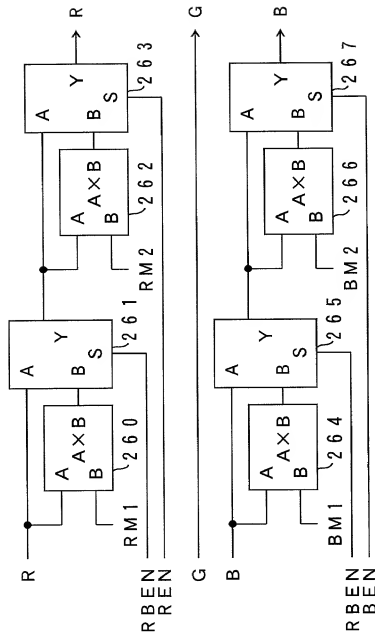 R
RM1
A
A×B
B
260
A
Y
B
S
261
RM2
A
A×B
B
262
A
Y
B
S
263
R
RBEN
REN
G
G
B
BM1
A
A×B
B
264
A
Y
B
S
265
BM2
A
A×B
B
266
A
Y
B
S
267
B
RBEN
BEN